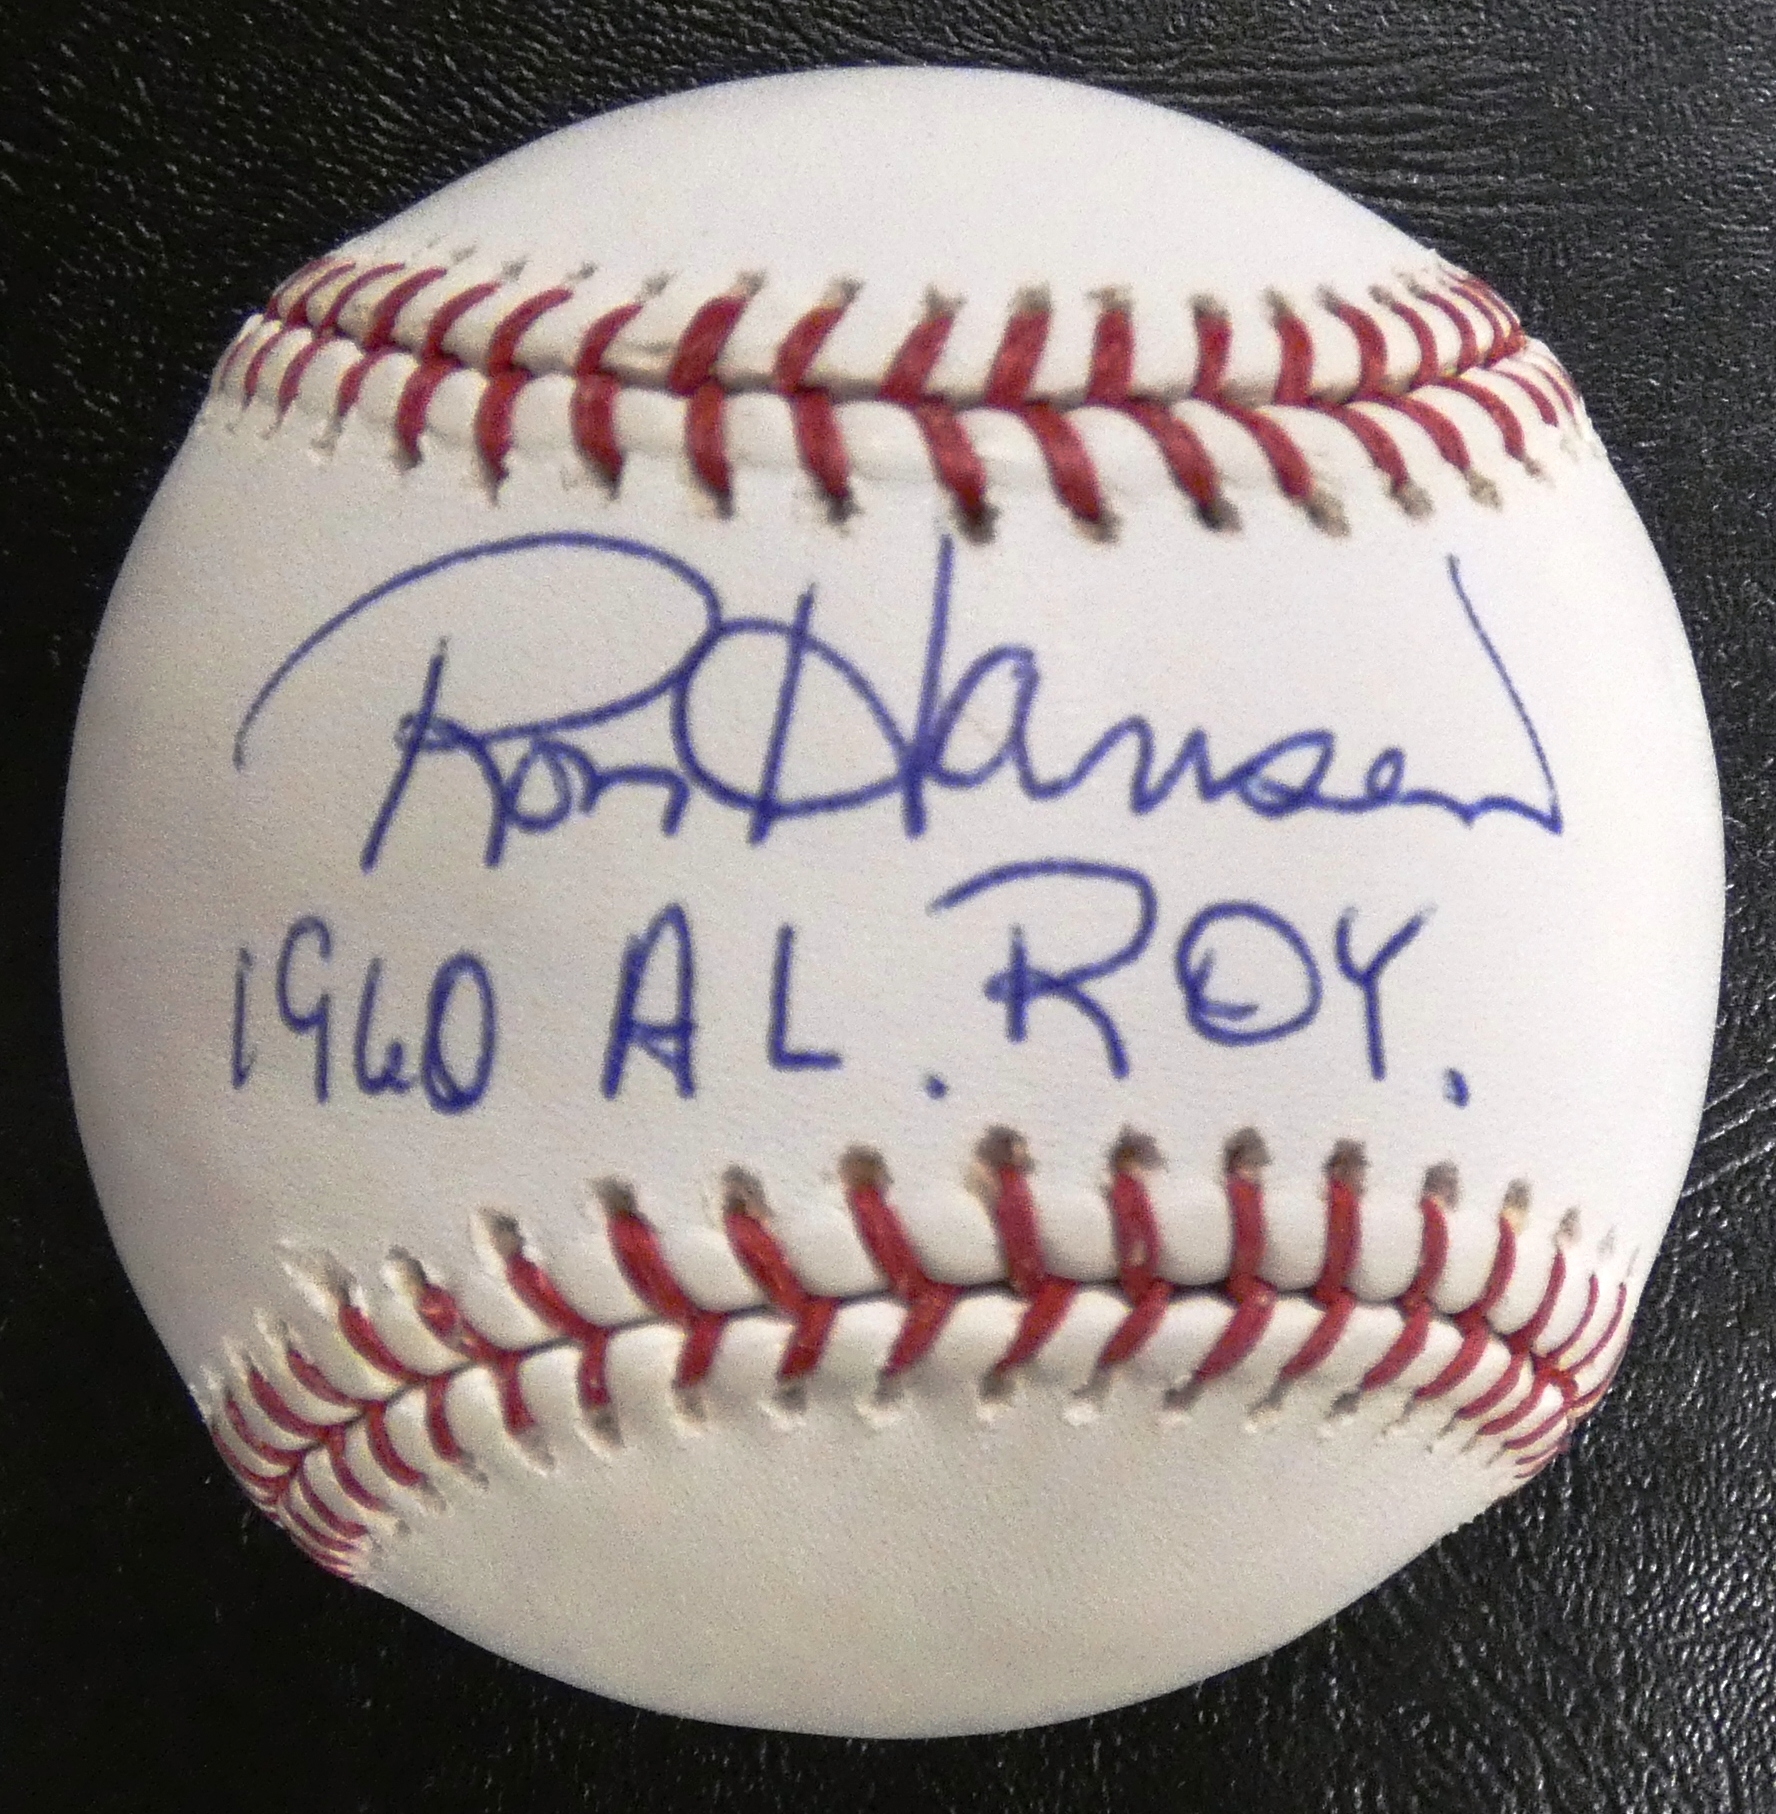 Ron Hansen
1960 AL. ROY.